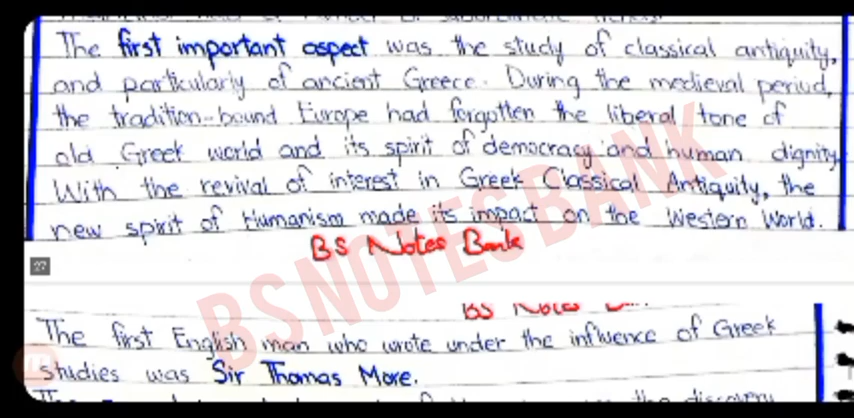 The first important aspect was the study of classical antiquity,
and particularly of ancient Greece. During the medieval period,
the tradition-bound Europe had forgotten the liberal tone of
old Greek world and its spirit of democracy and human dignity.
With the revival of interest in Greek Classical Antiquity, the
new spirit of Humanism made its impact on the Western World.
BS Notes Bank
BSNOTESBANK
27
BS Notes
The first English man who wrote under the influence of Greek
studies was Sir Thomas More.
the discovery